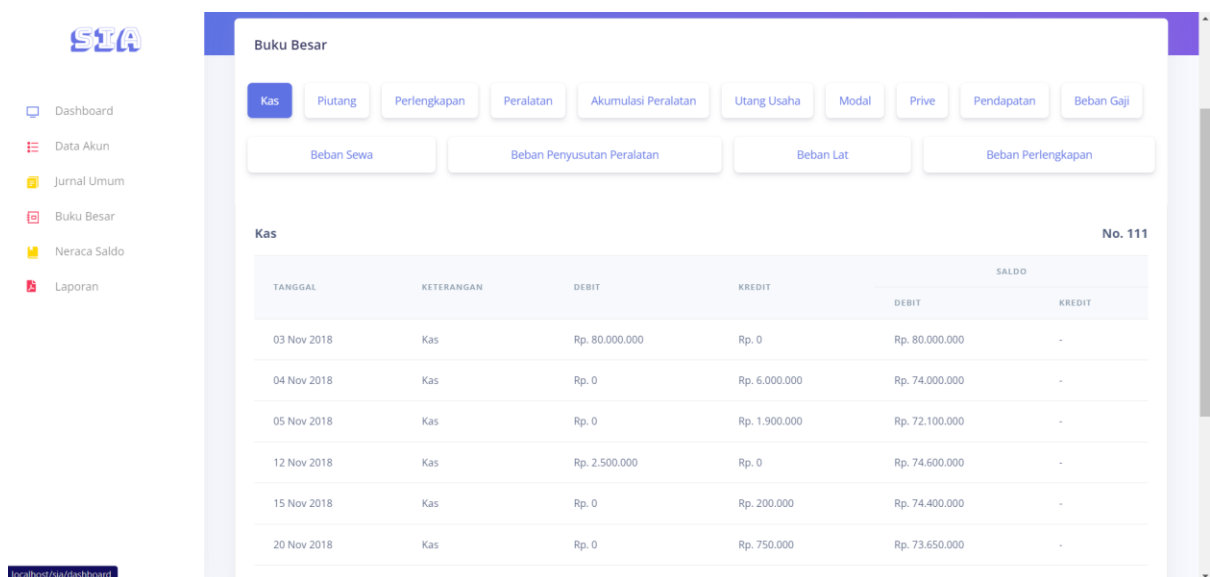 SIA
Dashboard
Data Akun
Jurnal Umum
Buku Besar
Neraca Saldo
Laporan
Buku Besar
Kas Piutang Perlengkapan Peralatan Akumulasi Peralatan Utang Usaha Modal Prive Pendapatan Beban Gaji
Beban Sewa Beban Penyusutan Peralatan Beban Lat Beban Perlengkapan
Kas No. 111
SALDO
TANGGAL KETERANGAN DEBIT KREDIT
DEBIT KREDIT
03 Nov 2018 Kas Rp. 80.000.000 Rp. 0 Rp. 80.000.000 -
04 Nov 2018 Kas Rp. 0 Rp. 6.000.000 Rp. 74.000.000 -
05 Nov 2018 Kas Rp. 0 Rp. 1.900.000 Rp. 72.100.000 -
12 Nov 2018 Kas Rp. 2.500.000 Rp. 0 Rp. 74.600.000 -
15 Nov 2018 Kas Rp. 0 Rp. 200.000 Rp. 74.400.000 -
20 Nov 2018 Kas Rp. 0 Rp. 750.000 Rp. 73.650.000 -
localhost/sia/dashboard